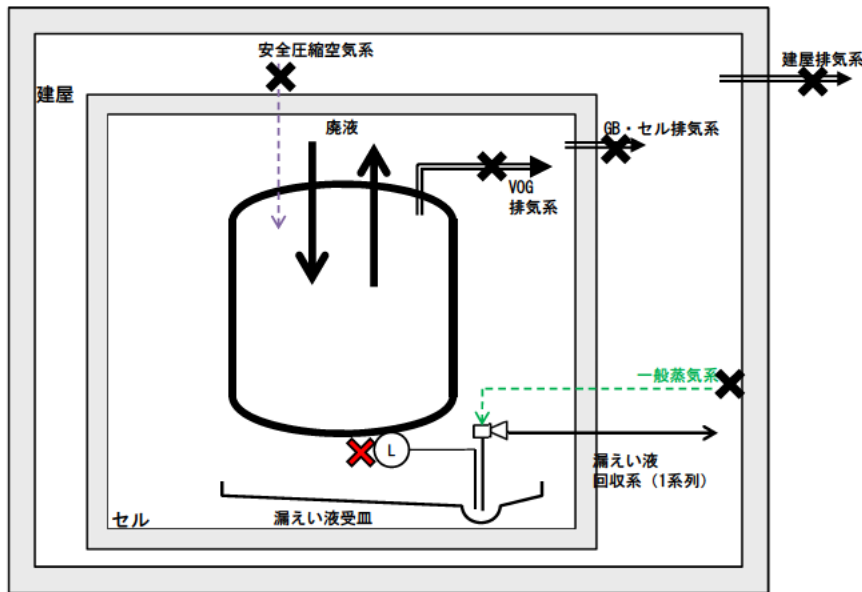 安全圧縮空気系
建屋排気系
建屋
廃液
GB・セル排気系
VOG
排気系
一般蒸気系
L
漏えい液
回収系（1系列）
漏えい液受皿
セル